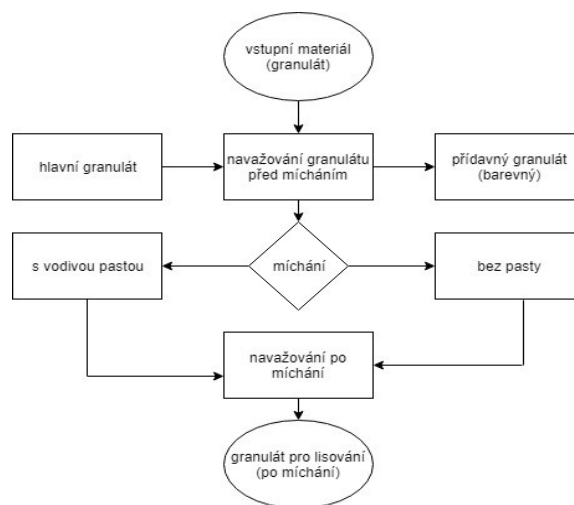 vstupní materiál
(granulát)
hlavní granulát
navažování granulátu
před mícháním
přídavný granulát
(barevný)
s vodivou pastou
míchání
bez pasty
navažování po
míchání
granulát pro lisování
(po míchání)